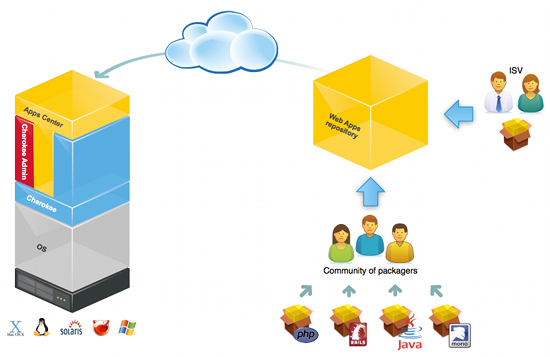 ISV
Web Apps
repository
Apps Center
Cherokee Admin
Cherokee
OS
Community of packagers
X
Mac OS X
solaris
php
RAILS
Java
mono